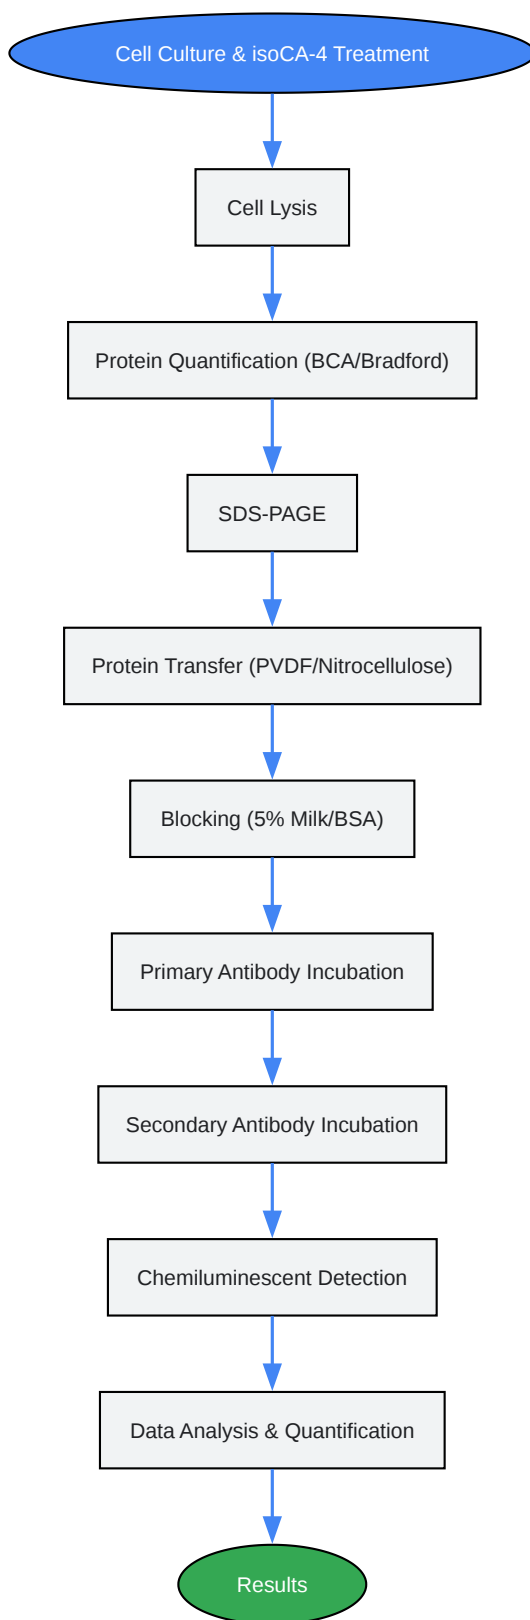 Cell Culture & isoCA-4 Treatment
Cell Lysis
Protein Quantification (BCA/Bradford)
SDS-PAGE
Protein Transfer (PVDF/Nitrocellulose)
Blocking (5% Milk/BSA)
Primary Antibody Incubation
Secondary Antibody Incubation
Chemiluminescent Detection
Data Analysis & Quantification
Results